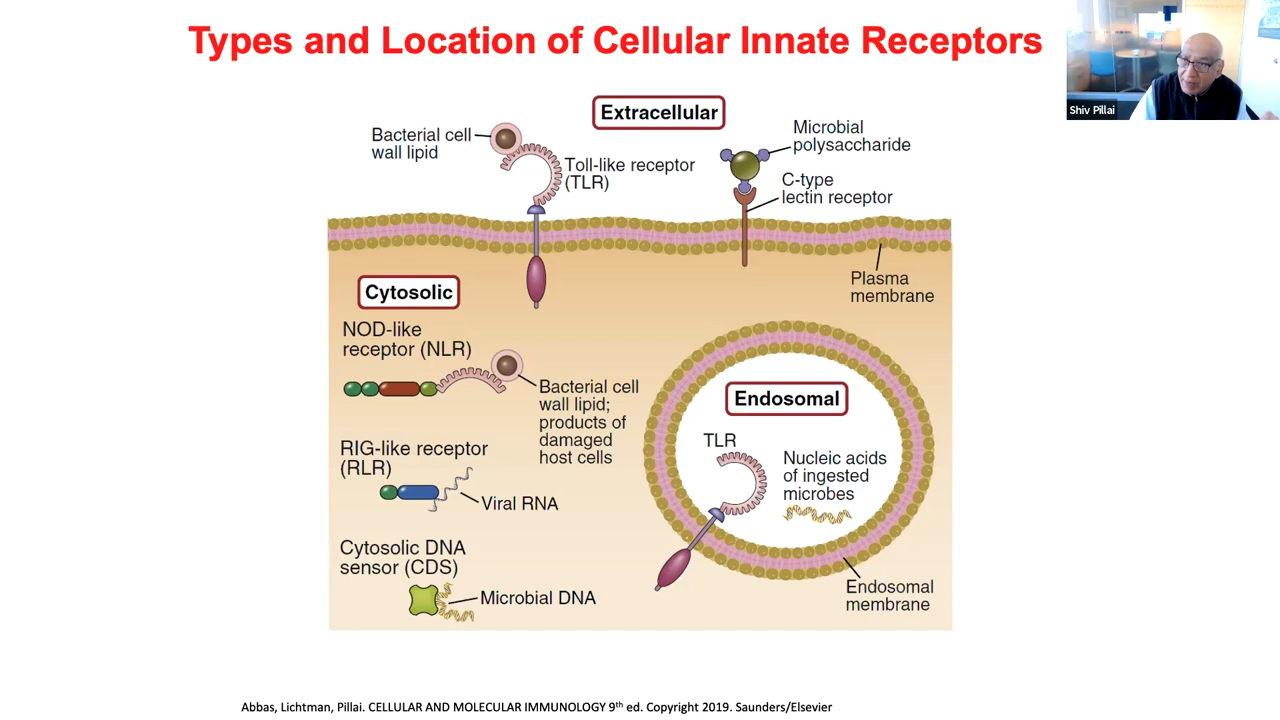 Types and Location of Cellular Innate Receptors
Shiv Pillai
Extracellular
Bacterial cell
wall lipid
Toll-like receptor
(TLR)
Microbial
polysaccharide
C-type
lectin receptor
Plasma
membrane
Cytosolic
NOD-like
receptor (NLR)
Bacterial cell
wall lipid;
products of
damaged
host cells
RIG-like receptor
(RLR)
Viral RNA
Cytosolic DNA
sensor (CDS)
Microbial DNA
Endosomal
TLR
Nucleic acids
of ingested
microbes
Endosomal
membrane
Abbas, Lichtman, Pillai. CELLULAR AND MOLECULAR IMMUNOLOGY 9th ed. Copyright 2019. Saunders/Elsevier